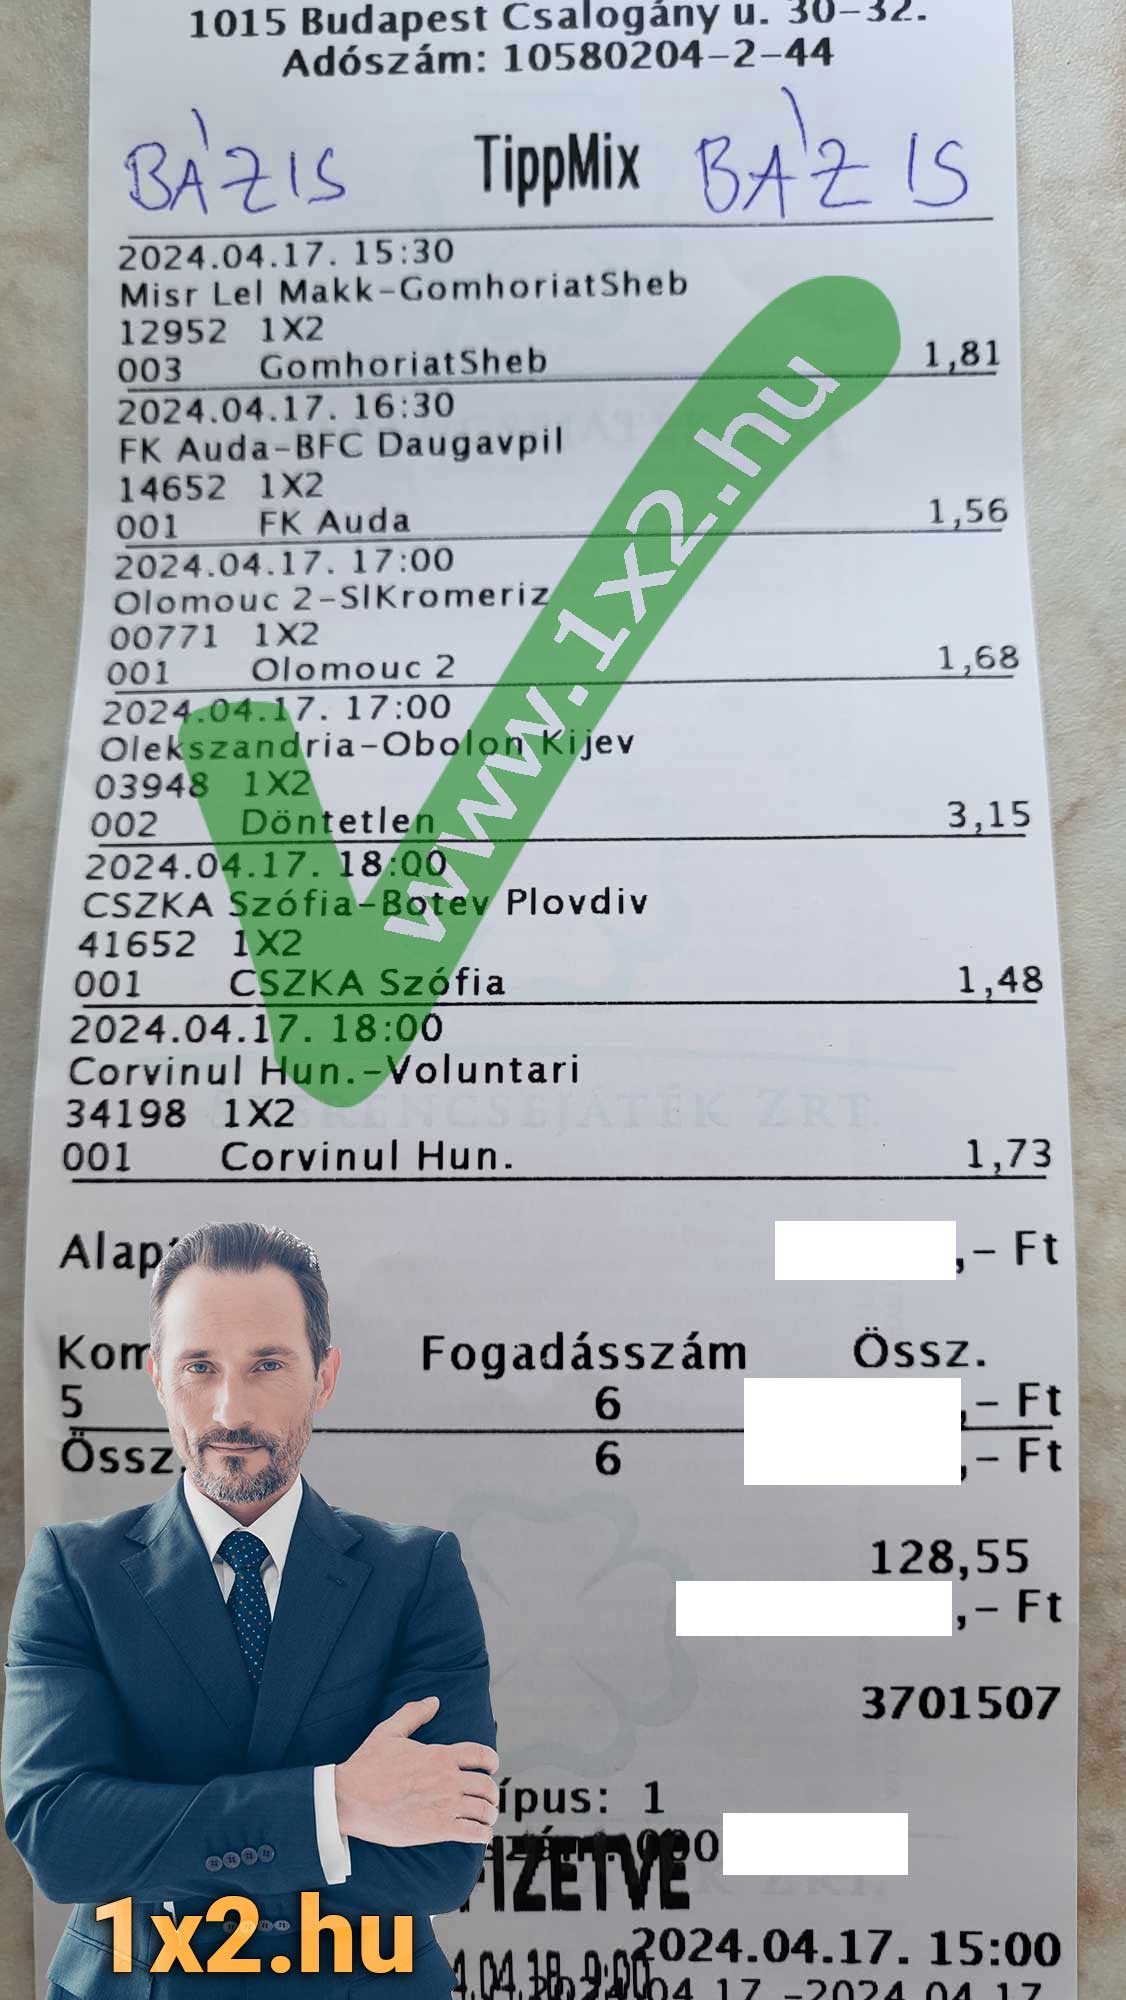 1015 Budapest Csalogány u. 30-32.
Adószám: 10580204-2-44
BÁZIS TippMix BÁZIS
2024.04.17. 15:30
Misr Lel Makk-GomhoriatSheb
12952 1X2
003 GomhoriatSheb 1,81
2024.04.17. 16:30
FK Auda-BFC Daugavpil
14652 1X2
001 FK Auda 1,56
2024.04.17. 17:00
Olomouc 2-SlKromeriz
00771 1X2
001 Olomouc 2 1,68
2024.04.17. 17:00
Olekszandria-Obolon Kijev
03948 1X2
002 Döntetlen 3,15
2024.04.17. 18:00
CSZKA Szófia-Botev Plovdiv
41652 1X2
001 CSZKA Szófia 1,48
2024.04.17. 18:00
Corvinul Hun.-Voluntari
34198 1X2
001 Corvinul Hun. 1,73
www.1x2.hu
Alap ,- Ft
Kom Fogadásszám Össz.
5 6 ,- Ft
Össz. 6 ,- Ft
128,55
,- Ft
3701507
ípus: 1
000
FIZETVE
2024.04.17. 15:00
1x2.hu